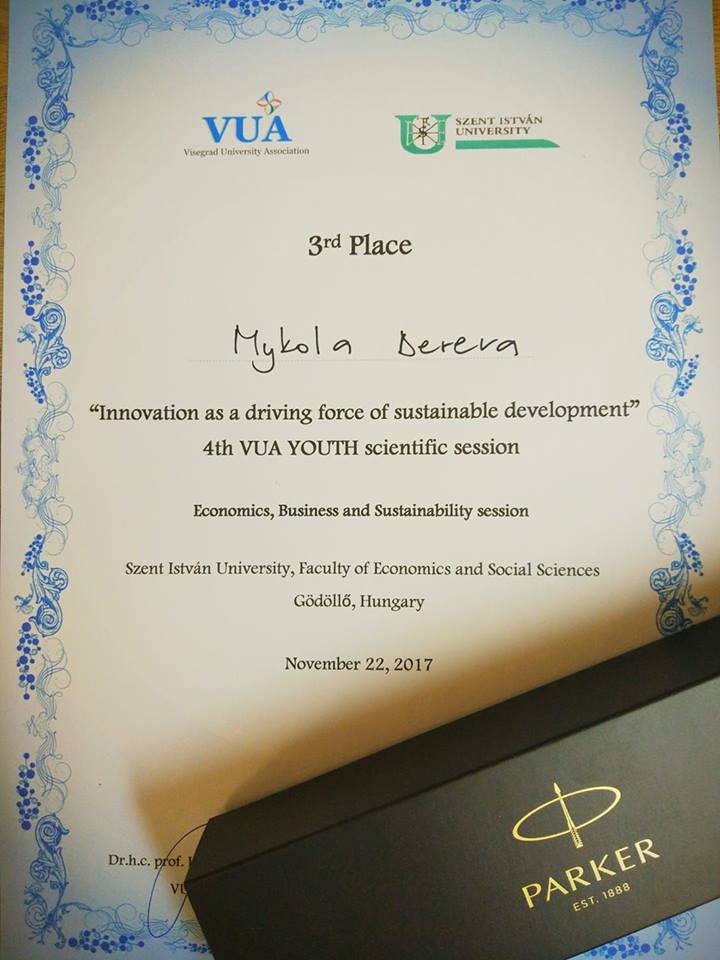 VUA
Visegrad University Association
SZENT ISTVÁN
UNIVERSITY
3rd Place
Mykola Derera
“Innovation as a driving force of sustainable development”
4th VUA YOUTH scientific session
Economics, Business and Sustainability session
Szent István University, Faculty of Economics and Social Sciences
Gödöllő, Hungary
November 22, 2017
Dr.h.c. prof.
PARKER
EST. 1888